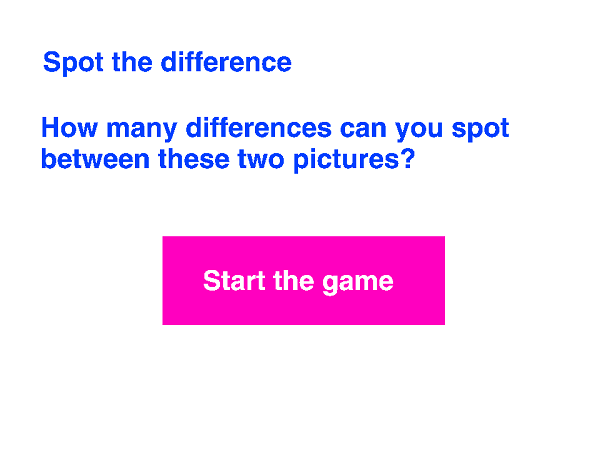 Spot the difference
How many differences can you spot
between these two pictures?
Start the game